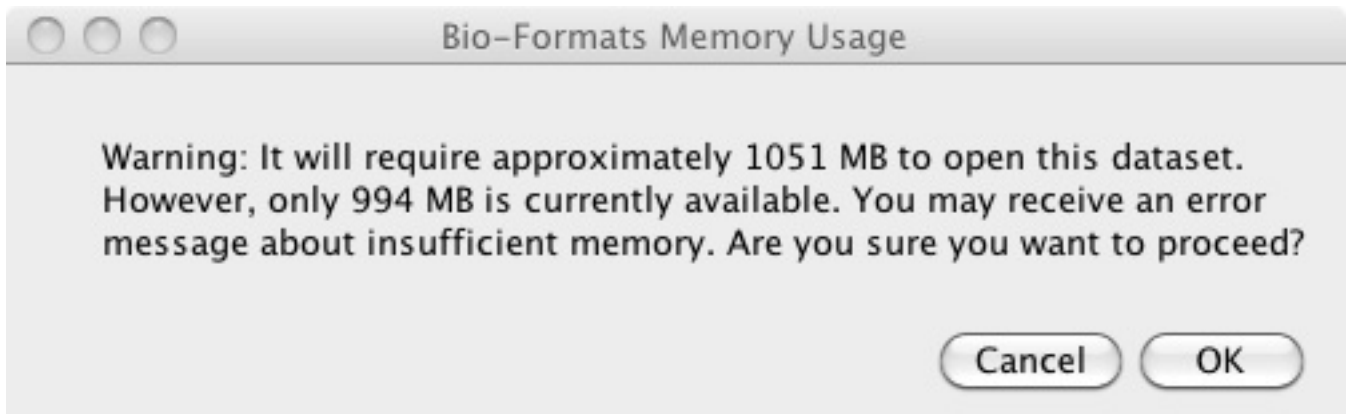 Bio-Formats Memory Usage
Warning: It will require approximately 1051 MB to open this dataset.
However, only 994 MB is currently available. You may receive an error
message about insufficient memory. Are you sure you want to proceed?
Cancel OK